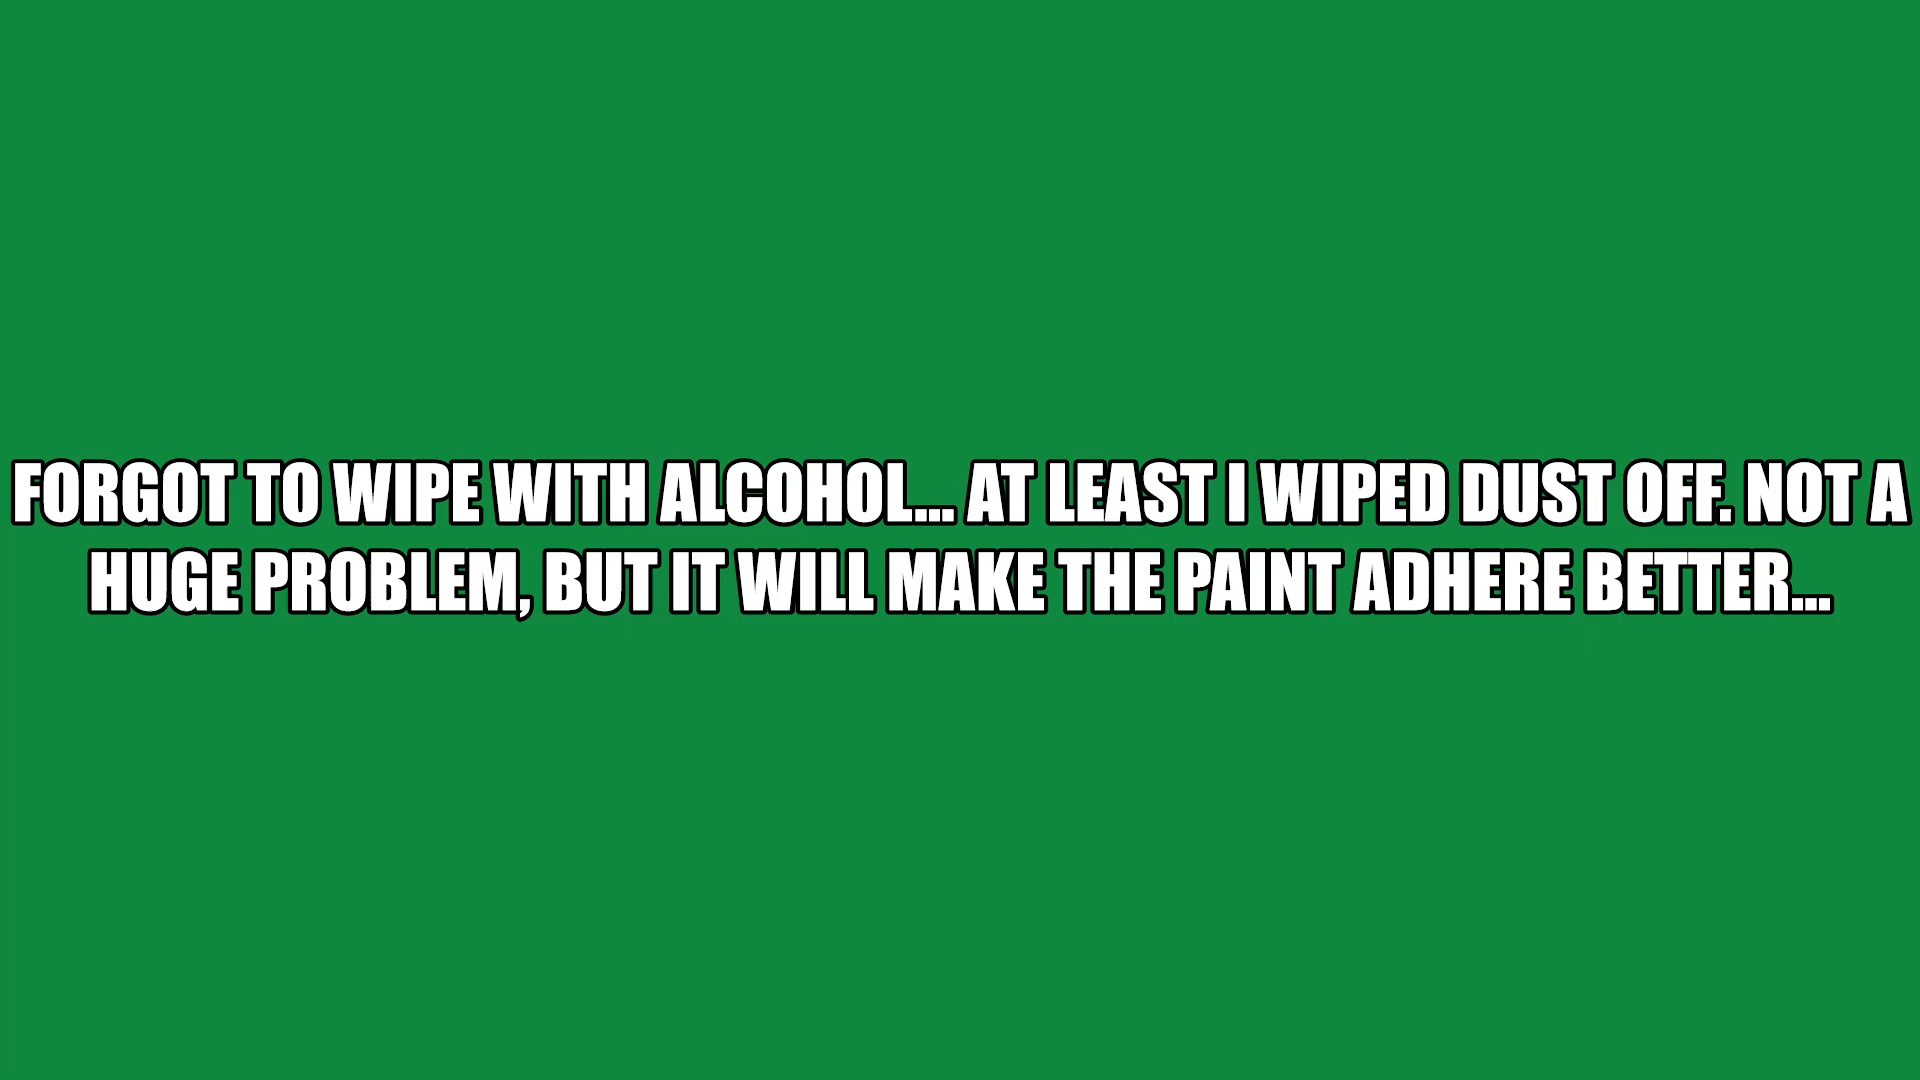 FORGOT TO WIPE WITH ALCOHOL... AT LEAST I WIPED DUST OFF. NOT A
HUGE PROBLEM, BUT IT WILL MAKE THE PAINT ADHERE BETTER...